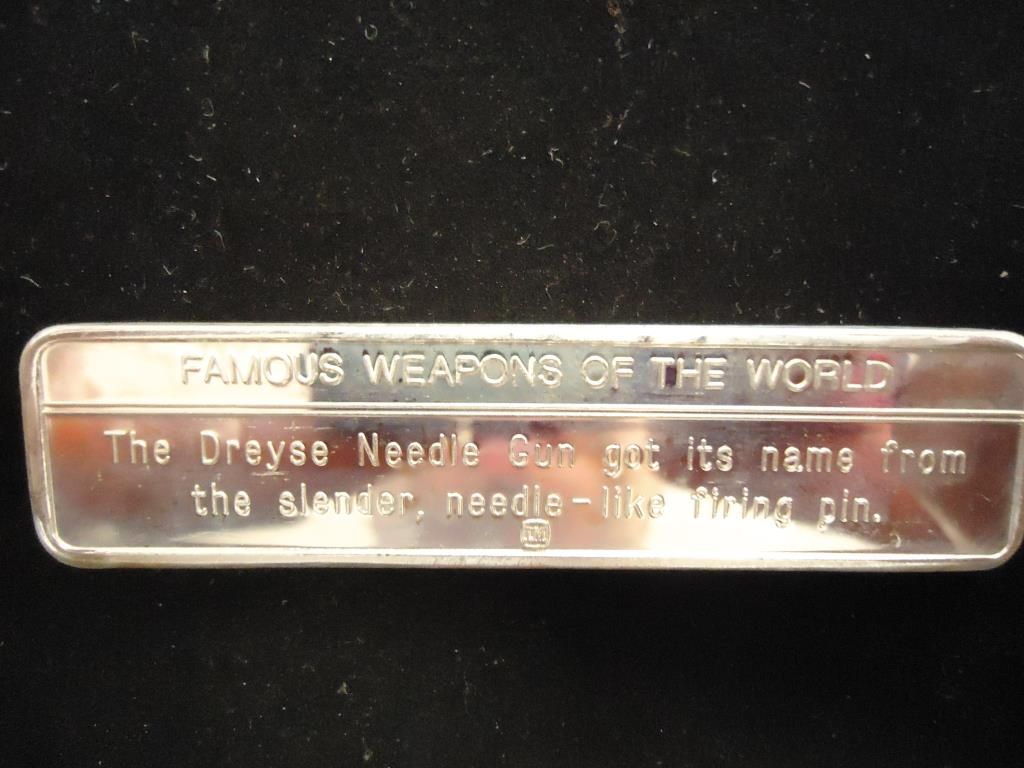 FAMOUS WEAPONS OF THE WORLD
The Dreyse Needle Gun got its name from
the slender, needle-like firing pin.